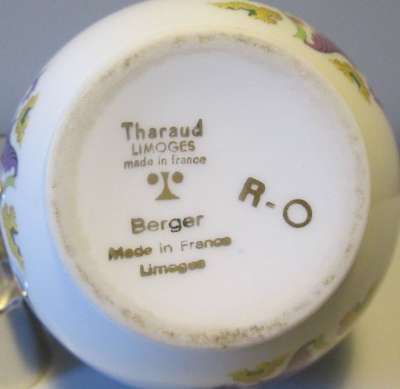 Tharaud
LIMOGES
made in france
Berger
Made in France
Limoges
R-O